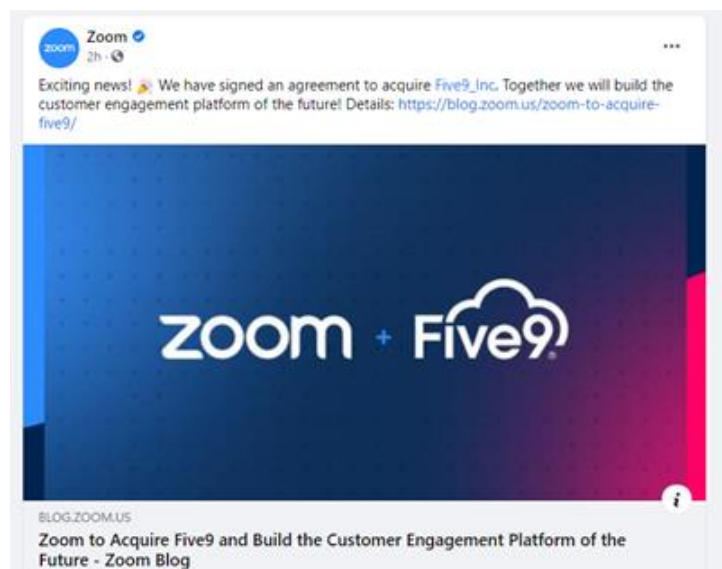 Zoom
zoom
2h ·
Exciting news! 🎉 We have signed an agreement to acquire Five9_Inc. Together we will build the
customer engagement platform of the future! Details: https://blog.zoom.us/zoom-to-acquire-
five9/
zoom + Five9®
i
BLOG.ZOOM.US
Zoom to Acquire Five9 and Build the Customer Engagement Platform of the
Future - Zoom Blog